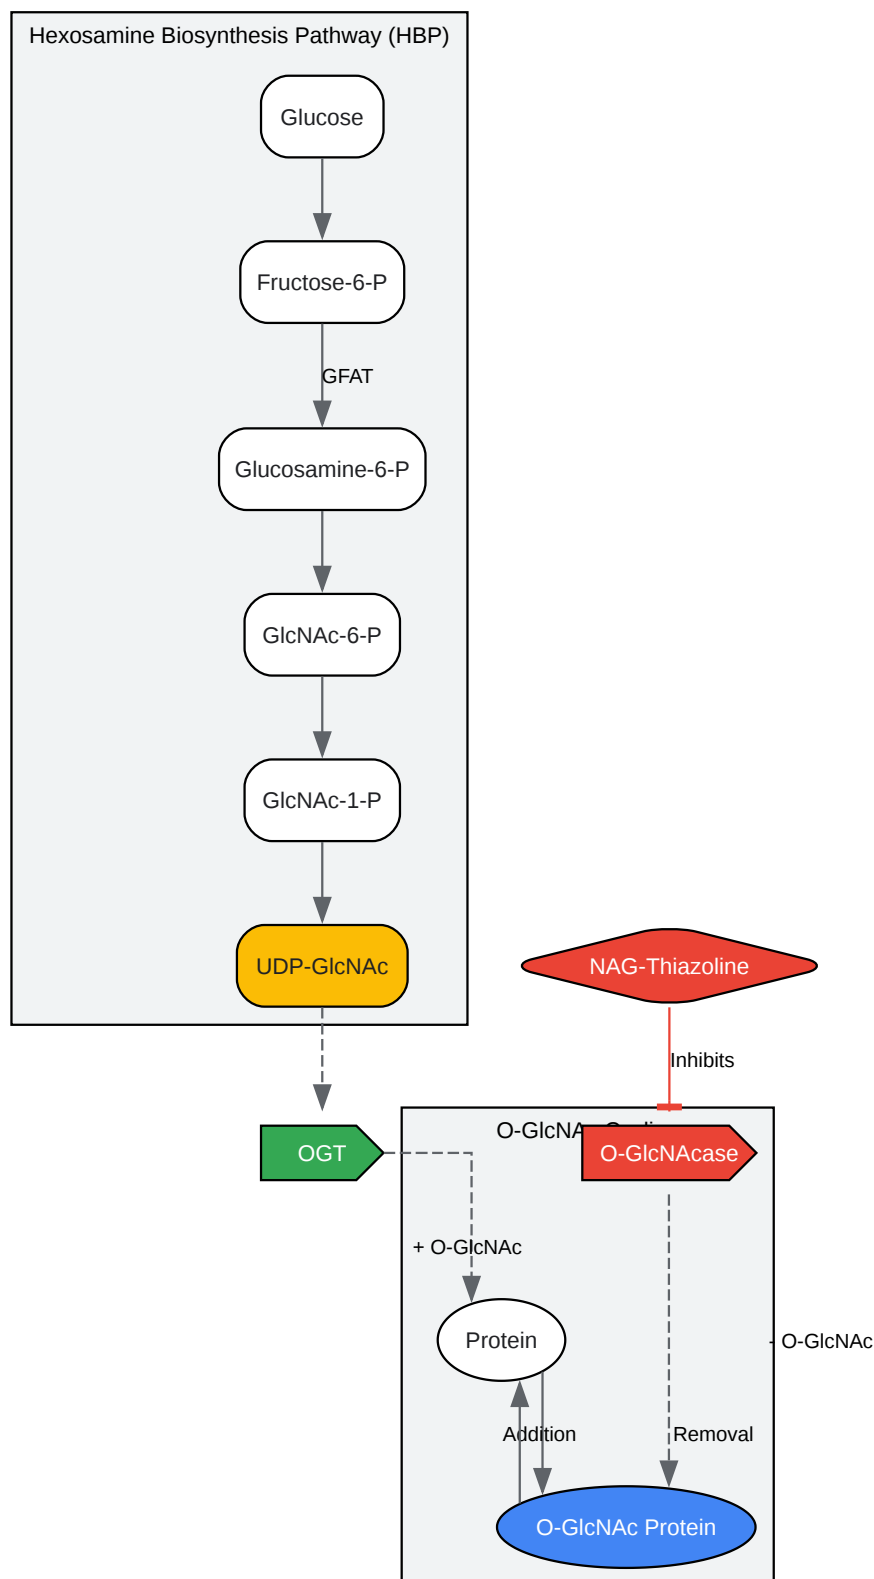 Hexosamine Biosynthesis Pathway (HBP)
Glucose
Fructose-6-P
GFAT
Glucosamine-6-P
GlcNAc-6-P
GlcNAc-1-P
UDP-GlcNAc
NAG-Thiazoline
Inhibits
O-GlcNAc
OGT
O-GlcNAcase
+ O-GlcNAc
Protein
- O-GlcNAc
Addition
Removal
O-GlcNAc Protein